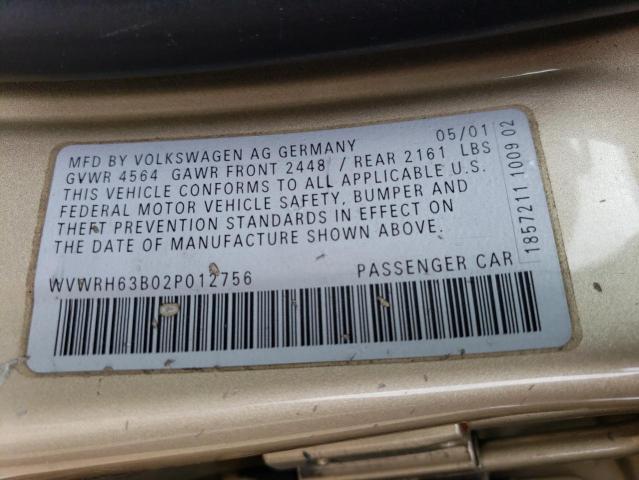 MFD BY VOLKSWAGEN AG GERMANY 05/01
GVWR 4564 GAWR FRONT 2448 / REAR 2161 LBS
THIS VEHICLE CONFORMS TO ALL APPLICABLE U.S.
FEDERAL MOTOR VEHICLE SAFETY, BUMPER AND
THEFT PREVENTION STANDARDS IN EFFECT ON
THE DATE OF MANUFACTURE SHOWN ABOVE.
WVWRH63B02P012756 PASSENGER CAR
1857211 1009 02